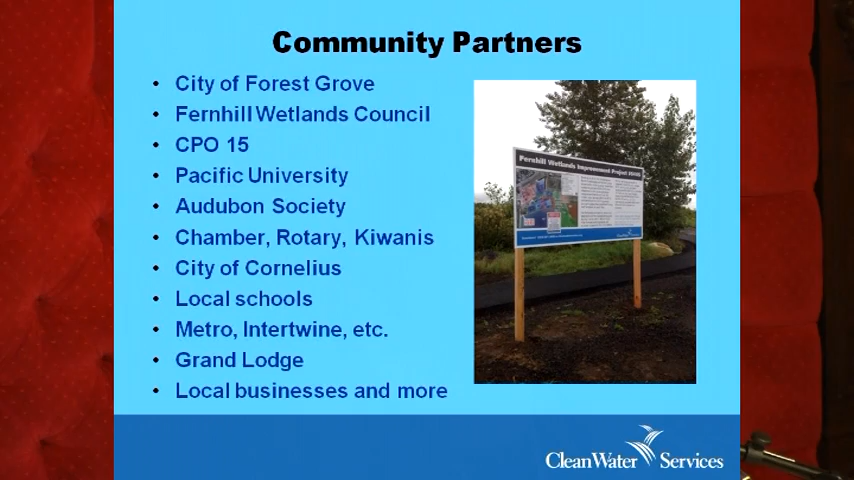 Community Partners
• City of Forest Grove
• Fernhill Wetlands Council
• CPO 15
• Pacific University
• Audubon Society
• Chamber, Rotary, Kiwanis
• City of Cornelius
• Local schools
• Metro, Intertwine, etc.
• Grand Lodge
• Local businesses and more
Fernhill Wetlands Improvement Project
CleanWater Services